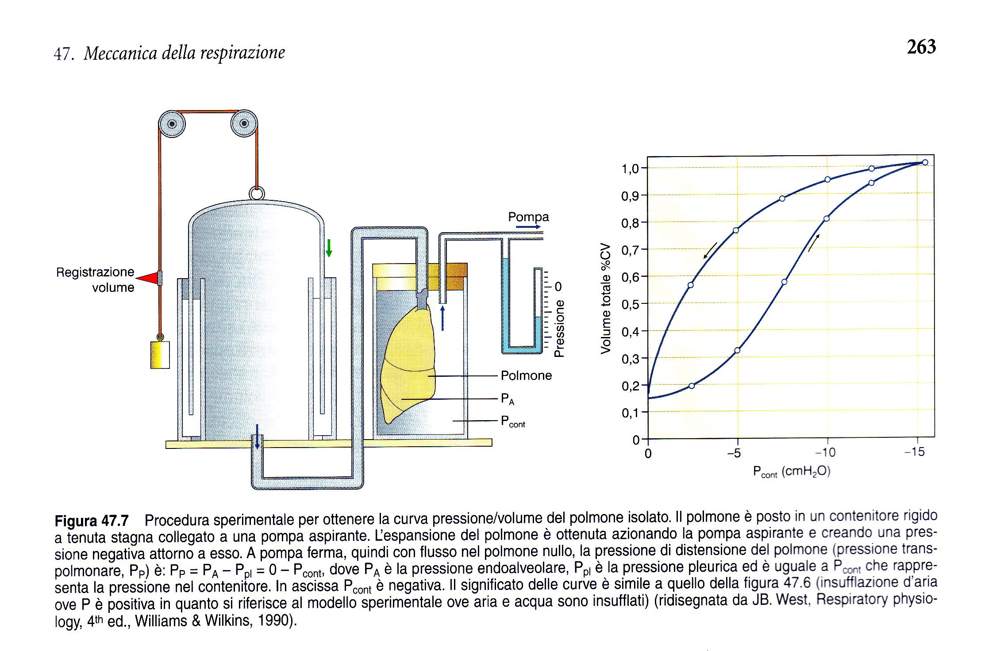 47. Meccanica della respirazione
263
Registrazione
volume
Pompa
0
Pressione
Polmone
PA
Pcont
Volume totale %CV
1,0
0,9
0,8
0,7
0,6
0,5
0,4
0,3
0,2
0,1
0
0 –5 –10 –15
Pcont (cmH2O)
Figura 47.7 Procedura sperimentale per ottenere la curva pressione/volume del polmone isolato. Il polmone è posto in un contenitore rigido
a tenuta stagna collegato a una pompa aspirante. L'espansione del polmone è ottenuta azionando la pompa aspirante e creando una pres-
sione negativa attorno a esso. A pompa ferma, quindi con flusso nel polmone nullo, la pressione di distensione del polmone (pressione trans-
polmonare, PP) è: PP = PA – Ppl = 0 – Pcont, dove PA è la pressione endoalveolare, Ppl è la pressione pleurica ed è uguale a Pcont che rappre-
senta la pressione nel contenitore. In ascissa Pcont è negativa. Il significato delle curve è simile a quello della figura 47.6 (insufflazione d'aria
ove P è positiva in quanto si riferisce al modello sperimentale ove aria e acqua sono insufflati) (ridisegnata da JB. West, Respiratory physio-
logy, 4th ed., Williams & Wilkins, 1990).